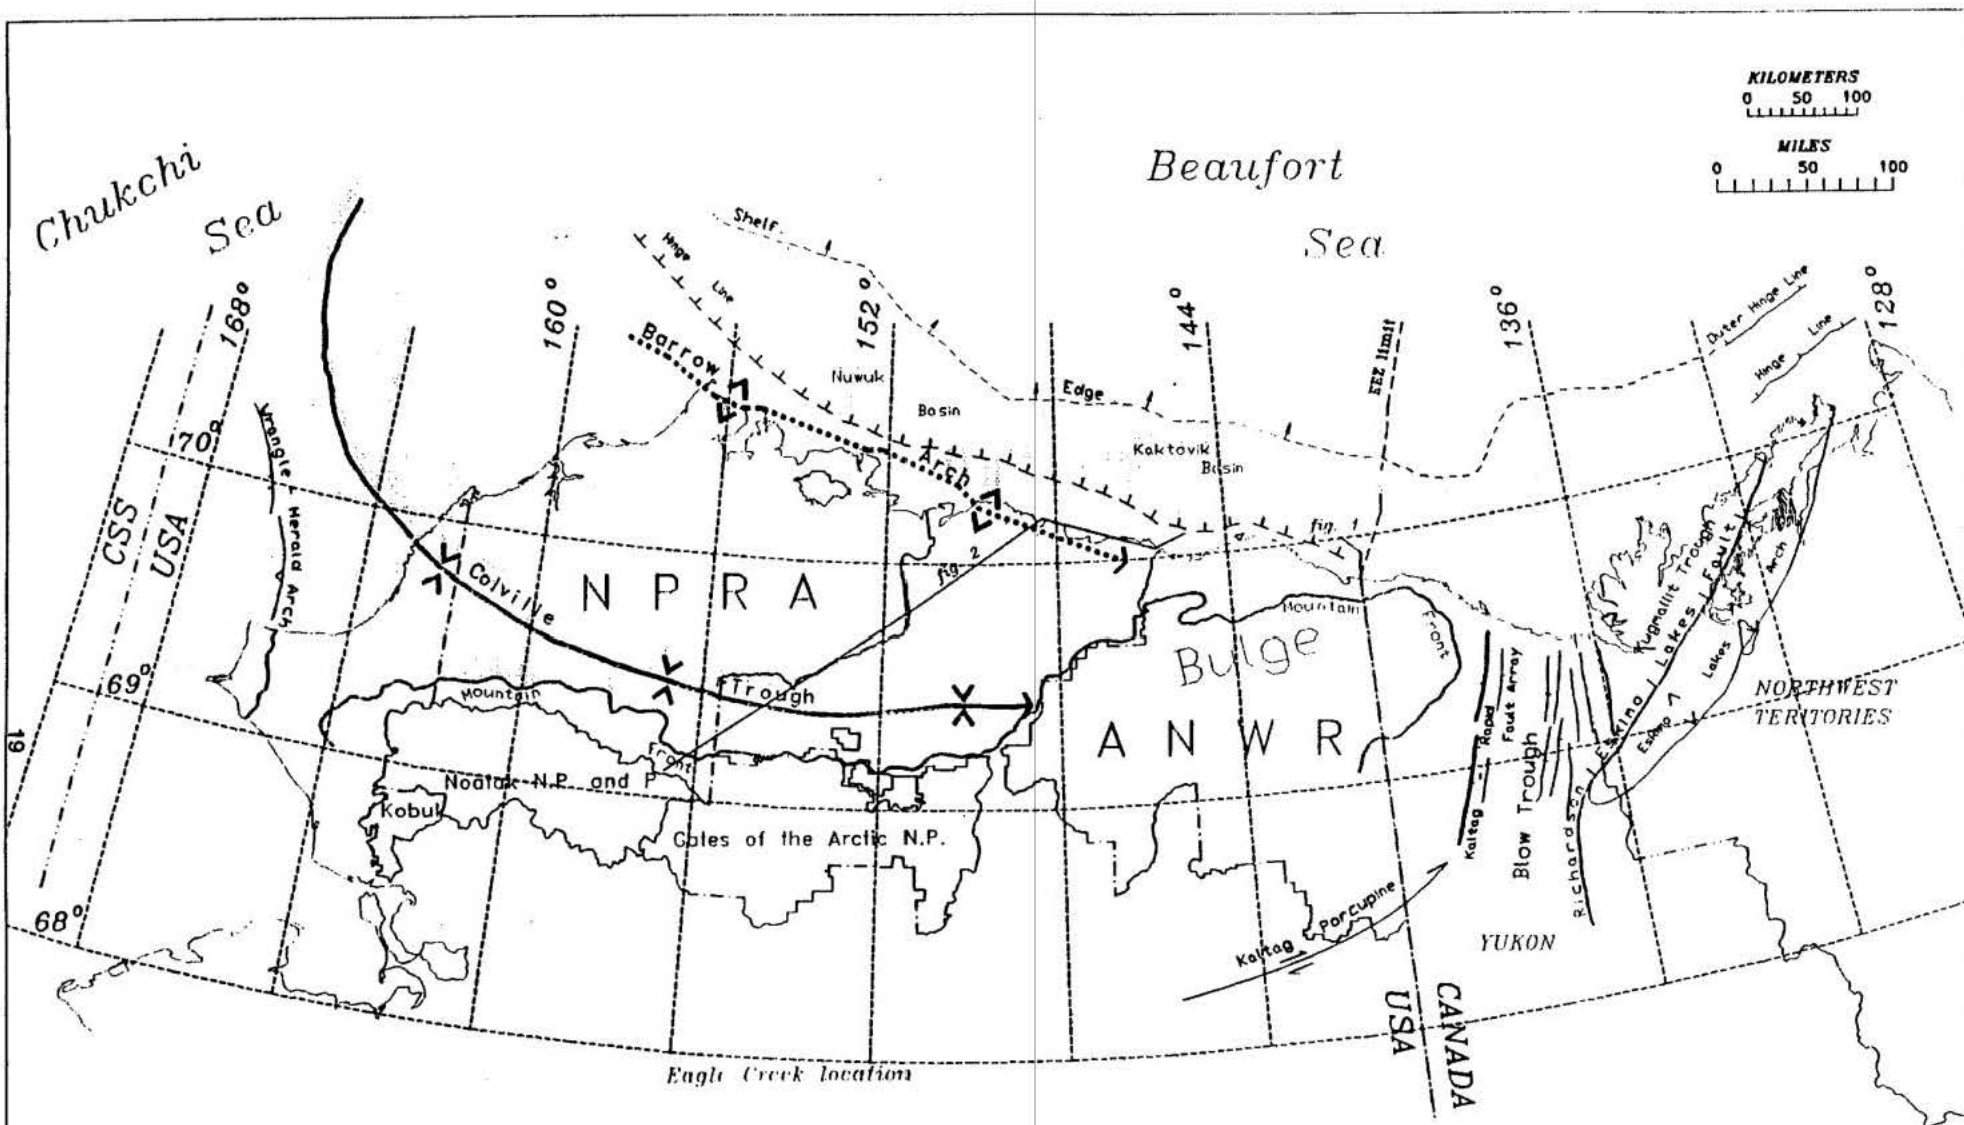 KILOMETERS
0 50 100
MILES
0 50 100
Beaufort
Sea
Chukchi
Sea
Shelf
Edge
Hinge
Line
Outer Hinge Line
Hinge Line
168°
160°
152°
144°
136°
128°
EEZ limit
Barrow
Arch
Nuwuk
Basin
Kaktovik
Basin
fig. 1
fig 2
70°
69°
68°
Wrangle - Herald Arch
CSS
USA
Colville
Trough
NPRA
Mountain
Front
Mountain
Front
Bulge
ANWR
Noatak N.P. and P
Kobuk
Gates of the Arctic N.P.
Kugmallit Trough
Eskimo Lakes Fault
Eskimo Lakes Arch
NORTHWEST
TERITORIES
Kaltag - Rapid
Fault Array
Blow Trough
Richardson
Kaltag Porcupine
YUKON
USA
CANADA
Eagle Creek location
19